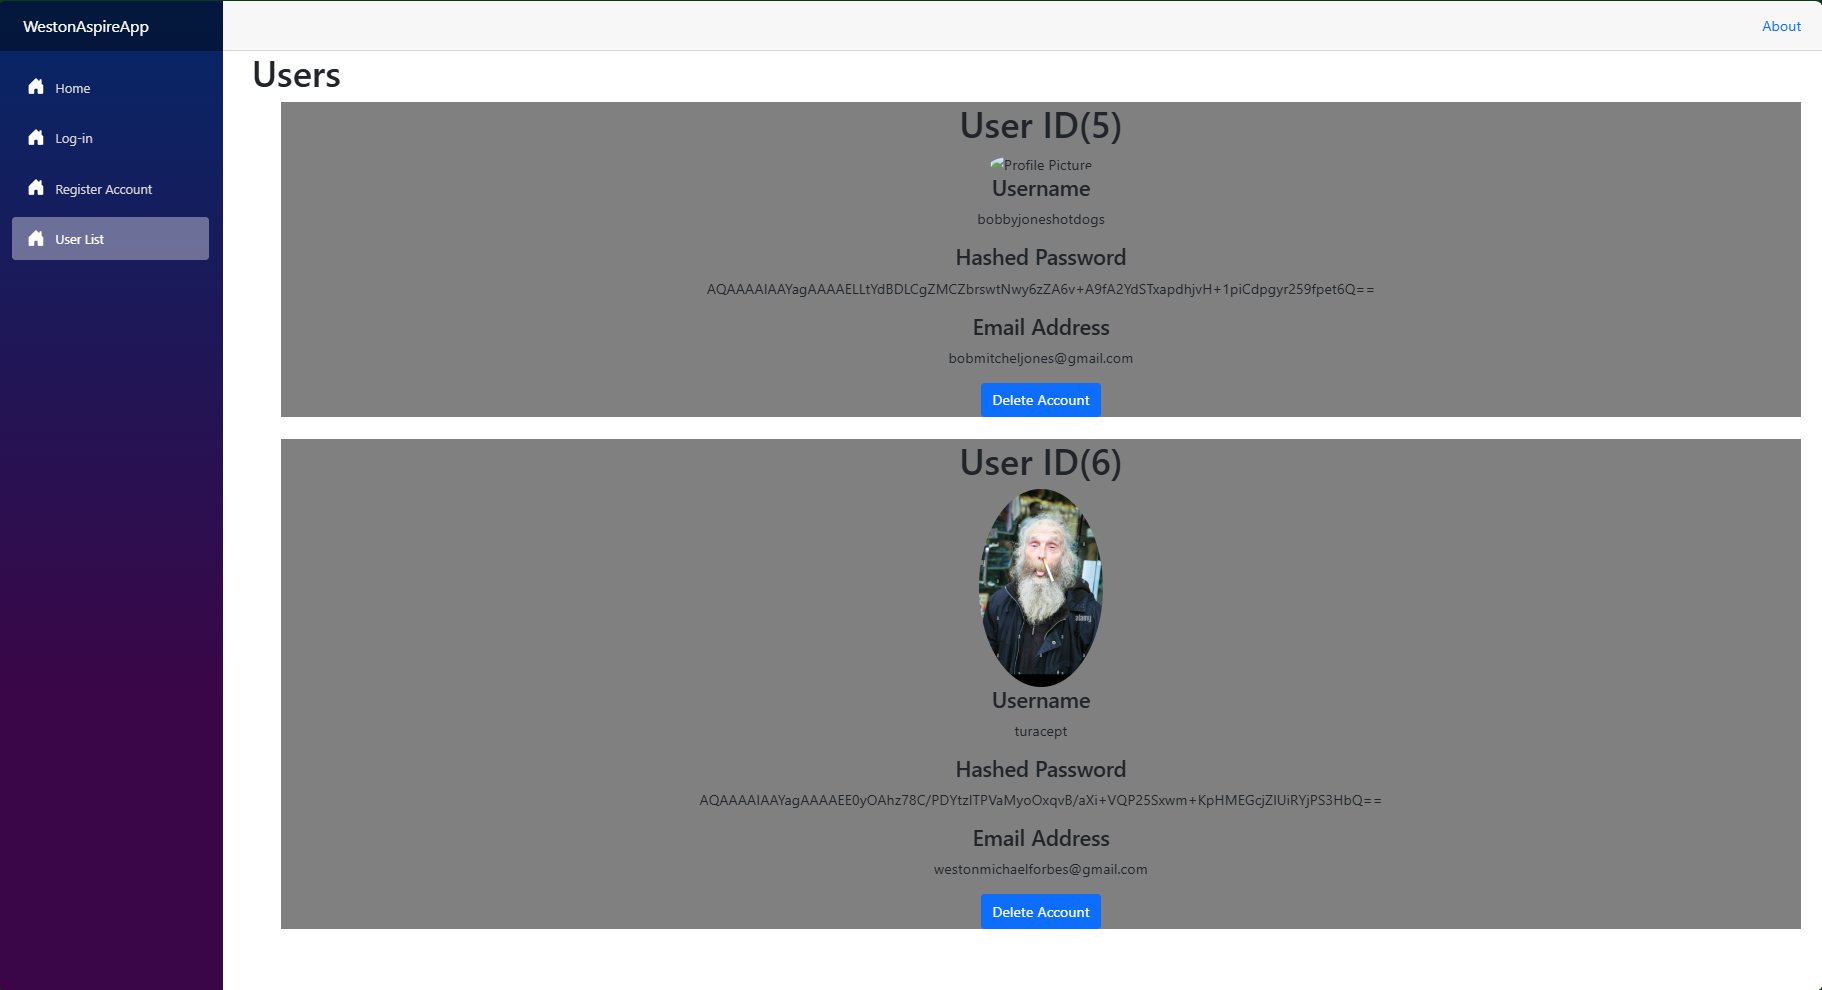 WestonAspireApp
About
Home
Log-in
Register Account
User List
Users
User ID(5)
Profile Picture
Username
bobbyjoneshotdogs
Hashed Password
AQAAAAIAAYagAAAAELLtYdBDLCgZMCZbrswtNwy6zZA6v+A9fA2YdSTxapdhjvH+1piCdpgyr259fpet6Q==
Email Address
bobmitcheljones@gmail.com
Delete Account
User ID(6)
alamy
Username
turacept
Hashed Password
AQAAAAIAAYagAAAAEE0yOAhz78C/PDYtzITPVaMyoOxqvB/aXi+VQP25Sxwm+KpHMEGcjZIUiRYjPS3HbQ==
Email Address
westonmichaelforbes@gmail.com
Delete Account